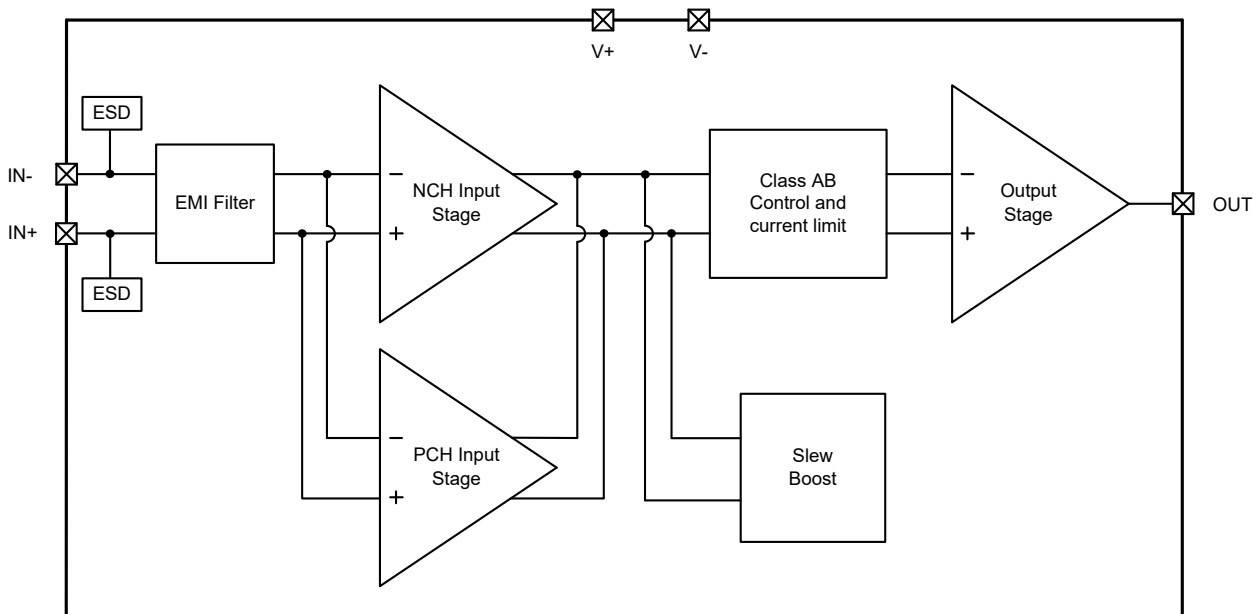 V+
V-
ESD
IN-
EMI Filter
IN+
ESD
−
NCH Input
Stage
+
Class AB
Control and
current limit
−
Output
Stage
+
OUT
−
PCH Input
Stage
+
Slew
Boost